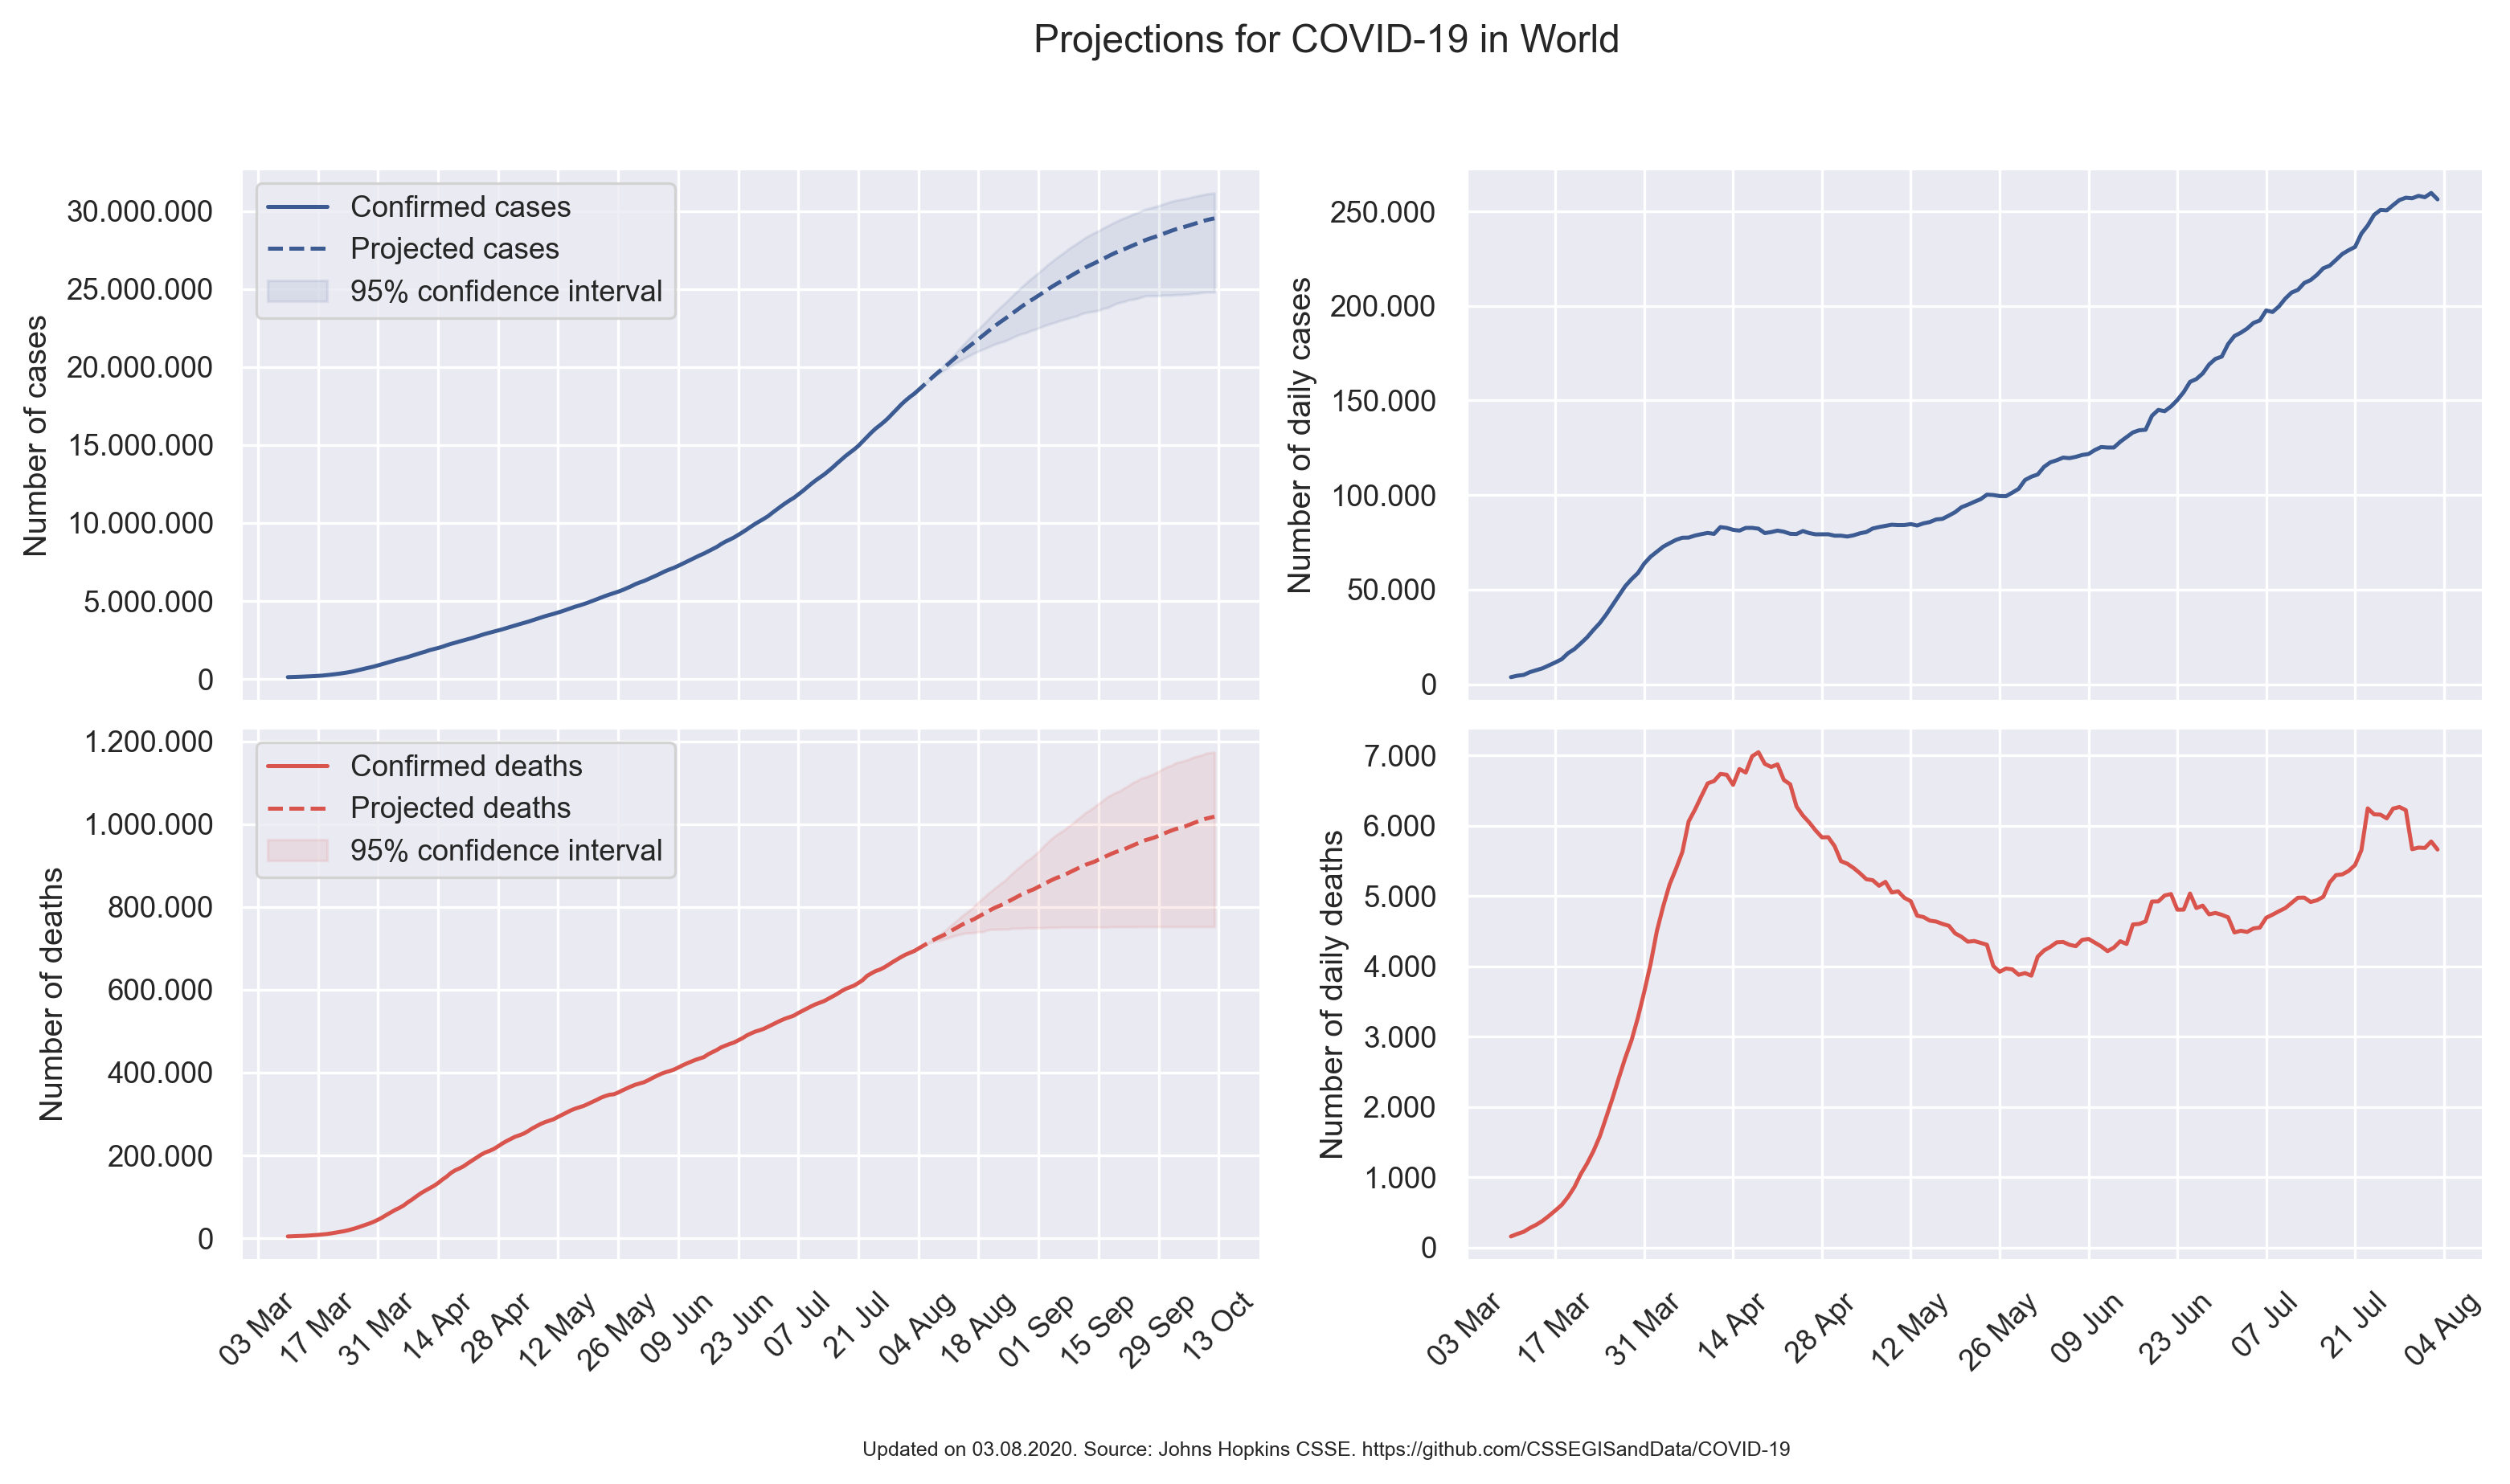 Projections for COVID-19 in World
Number of cases
30.000.000
25.000.000
20.000.000
15.000.000
10.000.000
5.000.000
0
Confirmed cases
Projected cases
95% confidence interval
Number of daily cases
250.000
200.000
150.000
100.000
50.000
0
Number of deaths
1.200.000
1.000.000
800.000
600.000
400.000
200.000
0
Confirmed deaths
Projected deaths
95% confidence interval
03 Mar
17 Mar
31 Mar
14 Apr
28 Apr
12 May
26 May
09 Jun
23 Jun
07 Jul
21 Jul
04 Aug
18 Aug
01 Sep
15 Sep
29 Sep
13 Oct
Number of daily deaths
7.000
6.000
5.000
4.000
3.000
2.000
1.000
0
03 Mar
17 Mar
31 Mar
14 Apr
28 Apr
12 May
26 May
09 Jun
23 Jun
07 Jul
21 Jul
04 Aug
Updated on 03.08.2020. Source: Johns Hopkins CSSE. https://github.com/CSSEGISandData/COVID-19